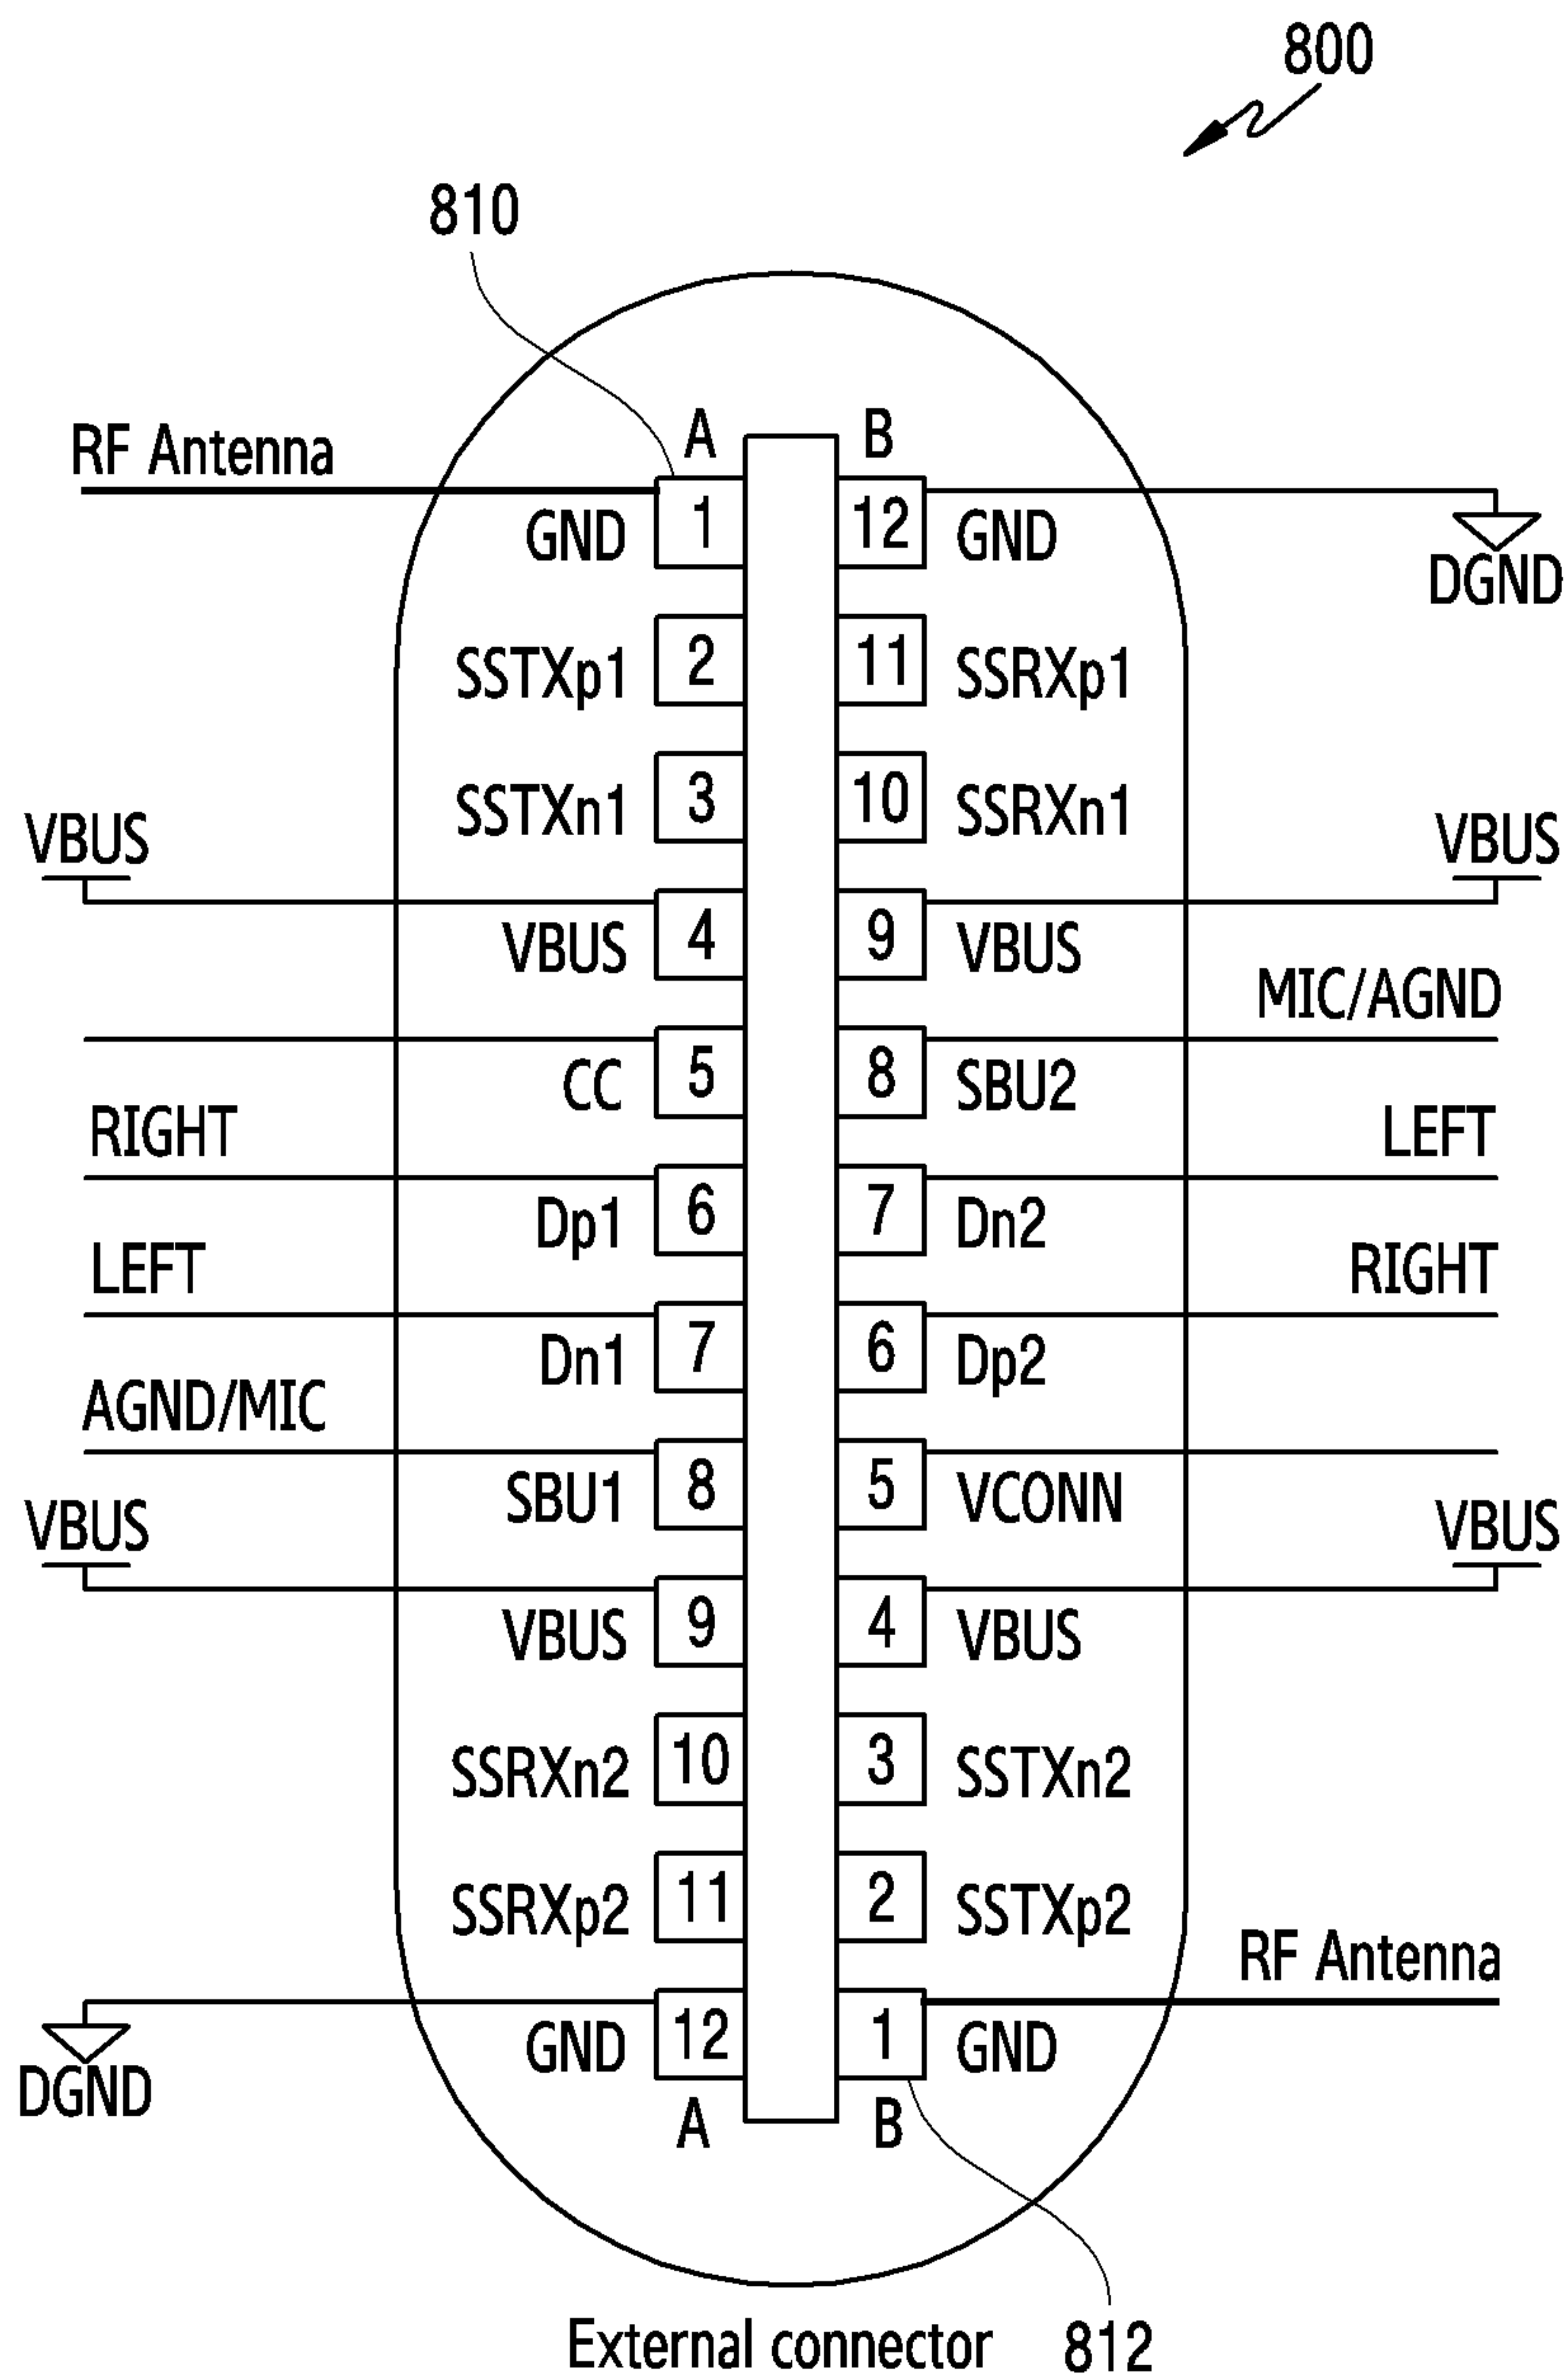 800
810
A B
RF Antenna
1 12
GND GND
DGND
2 11
SSTXp1 SSRXp1
3 10
SSTXn1 SSRXn1
VBUS VBUS
4 9
VBUS VBUS
MIC/AGND
5 8
CC SBU2
RIGHT LEFT
6 7
Dp1 Dn2
LEFT RIGHT
7 6
Dn1 Dp2
AGND/MIC
8 5
SBU1 VCONN
VBUS VBUS
9 4
VBUS VBUS
10 3
SSRXn2 SSTXn2
11 2
SSRXp2 SSTXp2
RF Antenna
12 1
GND GND
DGND
A B
External connector 812